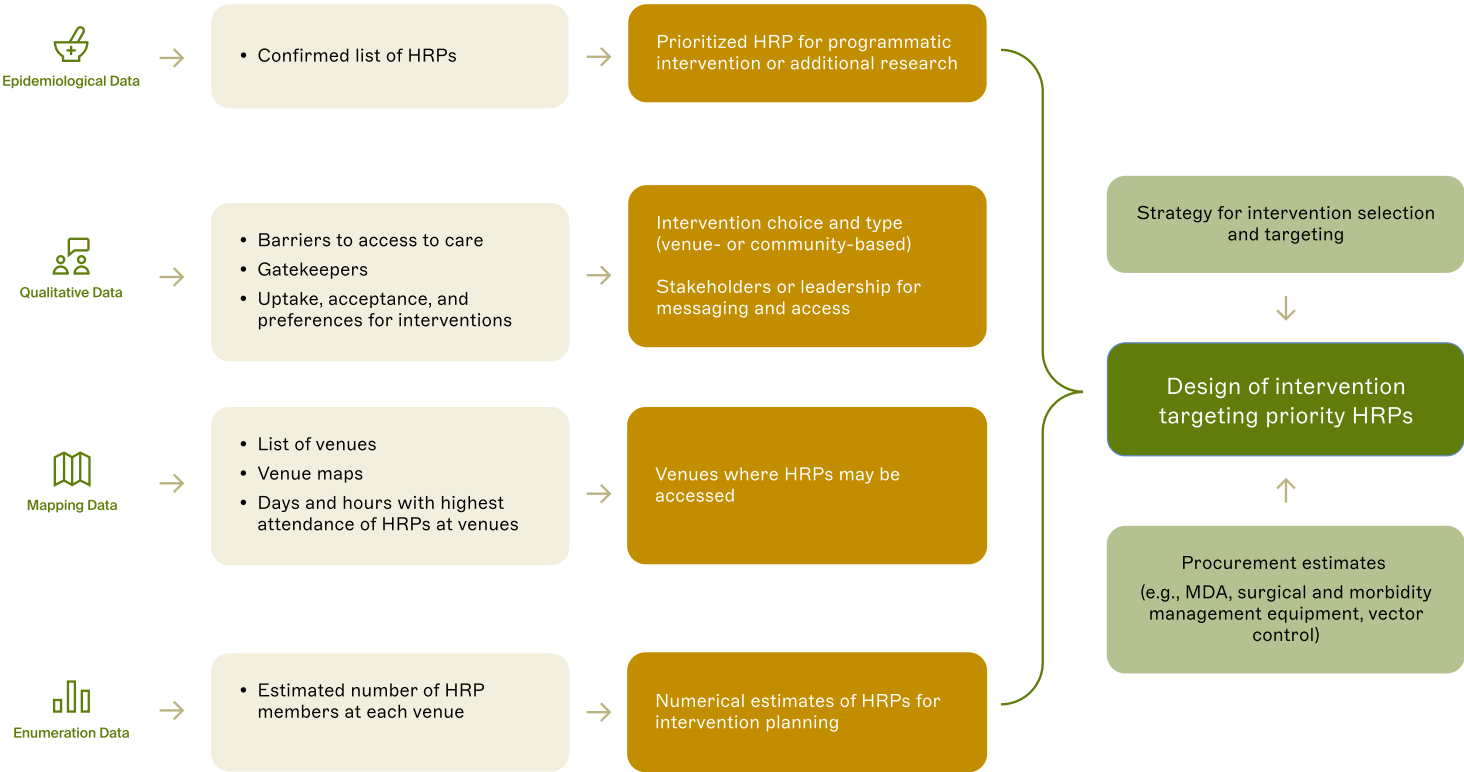 Epidemiological Data
• Confirmed list of HRPs
Prioritized HRP for programmatic
intervention or additional research
Qualitative Data
• Barriers to access to care
• Gatekeepers
• Uptake, acceptance, and
preferences for interventions
Intervention choice and type
(venue- or community-based)
Stakeholders or leadership for
messaging and access
Mapping Data
• List of venues
• Venue maps
• Days and hours with highest
attendance of HRPs at venues
Venues where HRPs may be
accessed
Enumeration Data
• Estimated number of HRP
members at each venue
Numerical estimates of HRPs for
intervention planning
Strategy for intervention selection
and targeting
Design of intervention
targeting priority HRPs
Procurement estimates
(e.g., MDA, surgical and morbidity
management equipment, vector
control)